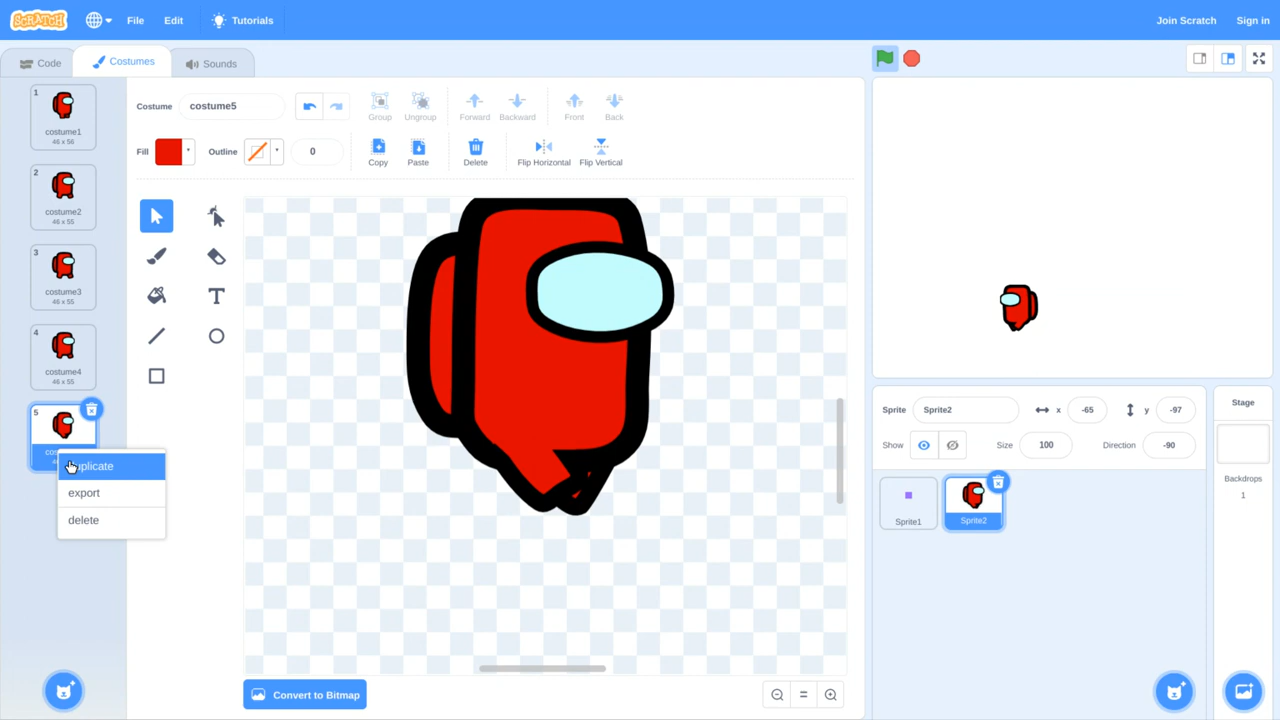 SCRATCH File Edit Tutorials Join Scratch Sign in
Code Costumes Sounds
1
costume1
46 x 56
2
costume2
46 x 55
3
costume3
46 x 55
4
costume4
46 x 55
5
duplicate
export
delete
Costume costume5 Group Ungroup Forward Backward Front Back
Fill Outline 0 Copy Paste Delete Flip Horizontal Flip Vertical
T
Convert to Bitmap
Sprite Sprite2 x -65 y -97
Show Size 100 Direction -90
Sprite1
Sprite2
Stage
Backdrops
1